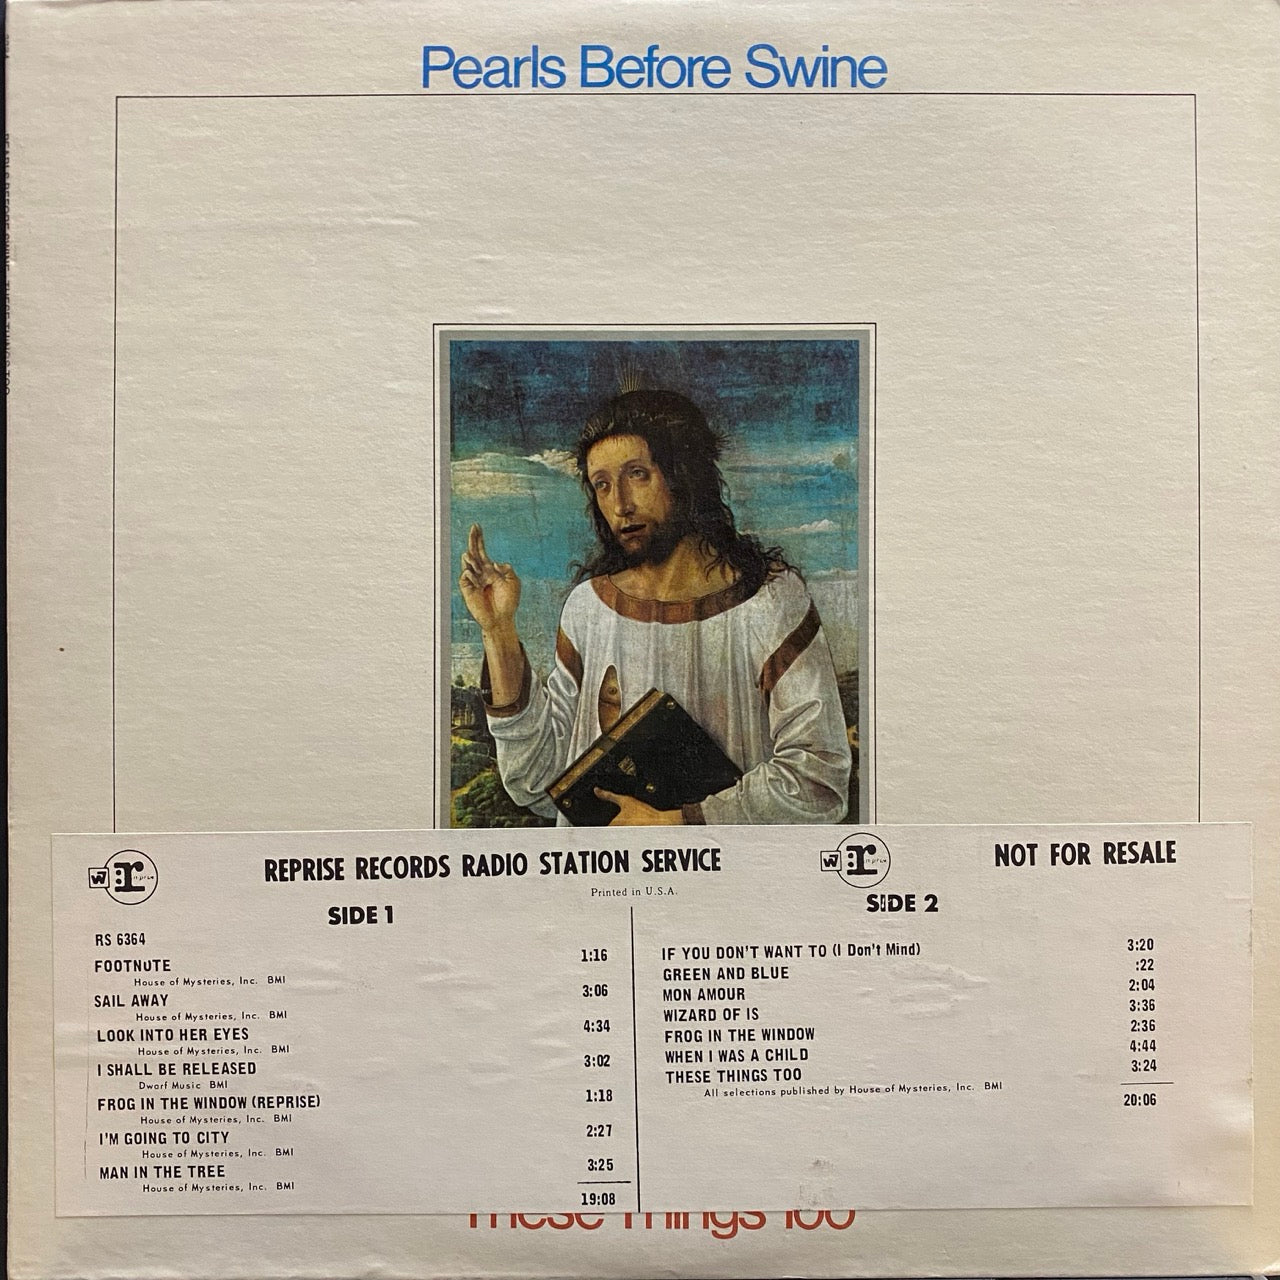 Pearls Before Swine
REPRISE RECORDS RADIO STATION SERVICE
NOT FOR RESALE
Printed in U.S.A.
SIDE 1
RS 6364
FOOTNOTE 1:16
House of Mysteries, Inc. BMI
SAIL AWAY 3:06
House of Mysteries, Inc. BMI
LOOK INTO HER EYES 4:34
House of Mysteries, Inc. BMI
I SHALL BE RELEASED 3:02
Dwarf Music BMI
FROG IN THE WINDOW (REPRISE) 1:18
House of Mysteries, Inc. BMI
I'M GOING TO CITY 2:27
House of Mysteries, Inc. BMI
MAN IN THE TREE 3:25
House of Mysteries, Inc. BMI
19:08
SIDE 2
IF YOU DON'T WANT TO (I Don't Mind) 3:20
GREEN AND BLUE :22
MON AMOUR 2:04
WIZARD OF IS 3:36
FROG IN THE WINDOW 2:36
WHEN I WAS A CHILD 4:44
THESE THINGS TOO 3:24
All selections published by House of Mysteries, Inc. BMI
20:06
These Things Too